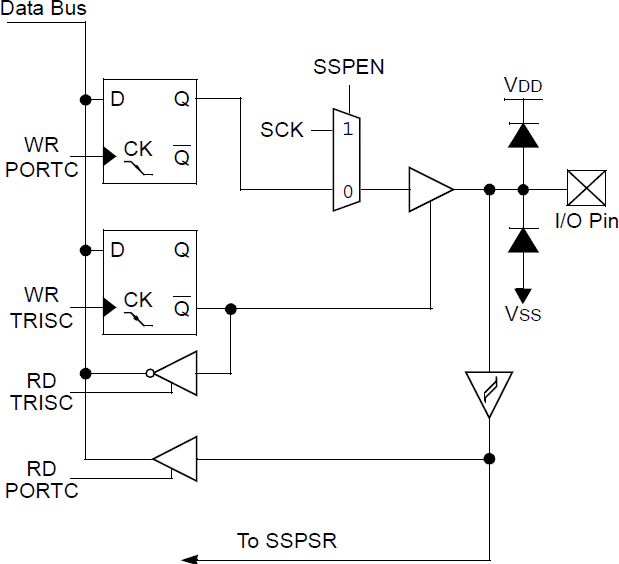 Data Bus
SSPEN
VDD
D Q
SCK 1
WR
PORTC
CK
Q
0
I/O Pin
D Q
WR
TRISC
CK
Q
VSS
RD
TRISC
RD
PORTC
To SSPSR